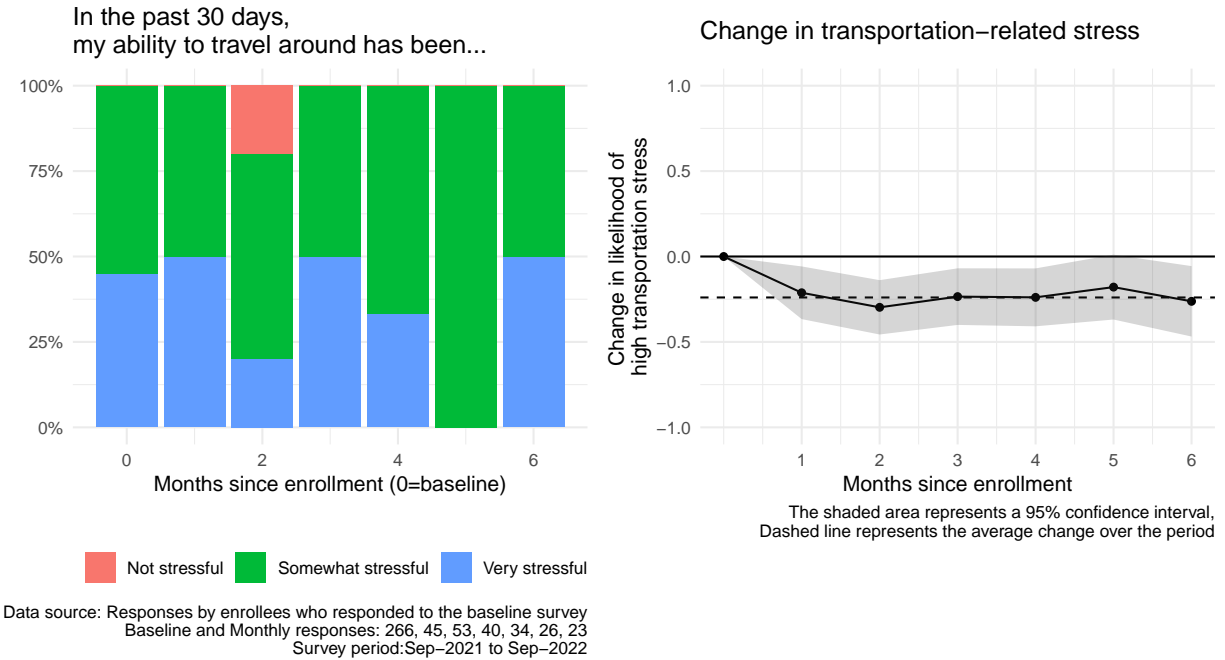 In the past 30 days,
my ability to travel around has been...
100%
75%
50%
25%
0%
0
2
4
6
Months since enrollment (0=baseline)
Not stressful
Somewhat stressful
Very stressful
Data source: Responses by enrollees who responded to the baseline survey
Baseline and Monthly responses: 266, 45, 53, 40, 34, 26, 23
Survey period:Sep−2021 to Sep−2022
Change in transportation−related stress
Change in likelihood of
high transportation stress
1.0
0.5
0.0
−0.5
−1.0
1
2
3
4
5
6
Months since enrollment
The shaded area represents a 95% confidence interval,
Dashed line represents the average change over the period